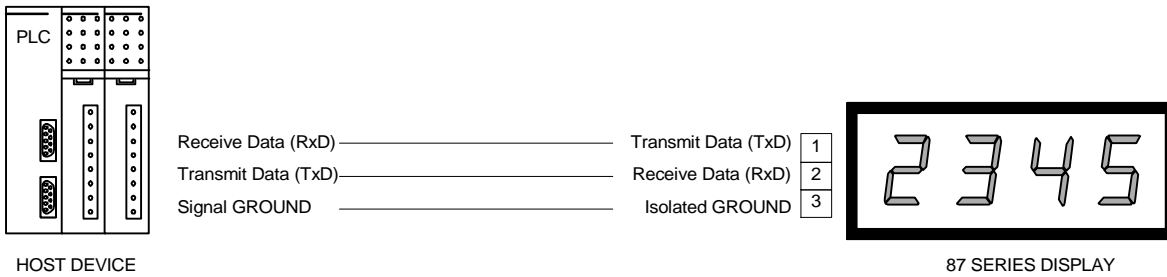 PLC
Receive Data (RxD) Transmit Data (TxD) 1
Transmit Data (TxD) Receive Data (RxD) 2
Signal GROUND Isolated GROUND 3
2345
HOST DEVICE 87 SERIES DISPLAY